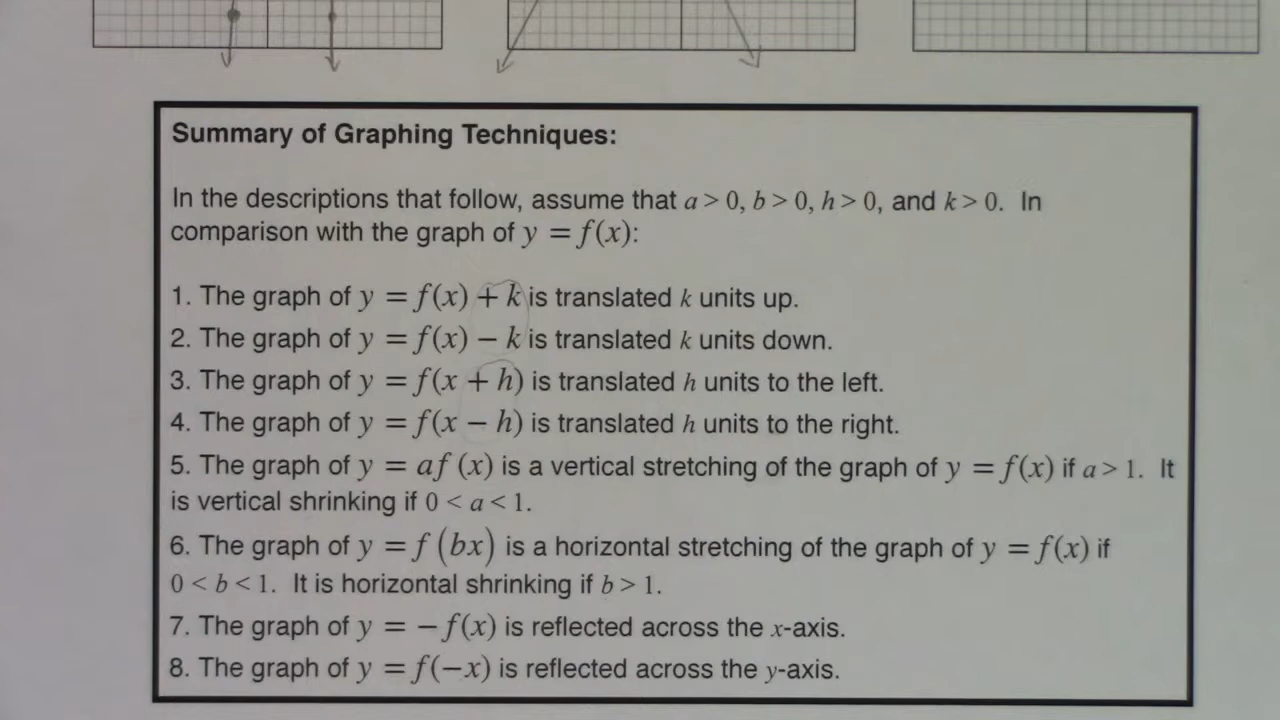 Summary of Graphing Techniques:
In the descriptions that follow, assume that a > 0, b > 0, h > 0, and k > 0. In
comparison with the graph of y = f(x):
1. The graph of y = f(x) + k is translated k units up.
2. The graph of y = f(x) − k is translated k units down.
3. The graph of y = f(x + h) is translated h units to the left.
4. The graph of y = f(x − h) is translated h units to the right.
5. The graph of y = af (x) is a vertical stretching of the graph of y = f(x) if a > 1. It
is vertical shrinking if 0 < a < 1.
6. The graph of y = f (bx) is a horizontal stretching of the graph of y = f(x) if
0 < b < 1. It is horizontal shrinking if b > 1.
7. The graph of y = −f(x) is reflected across the x-axis.
8. The graph of y = f(−x) is reflected across the y-axis.